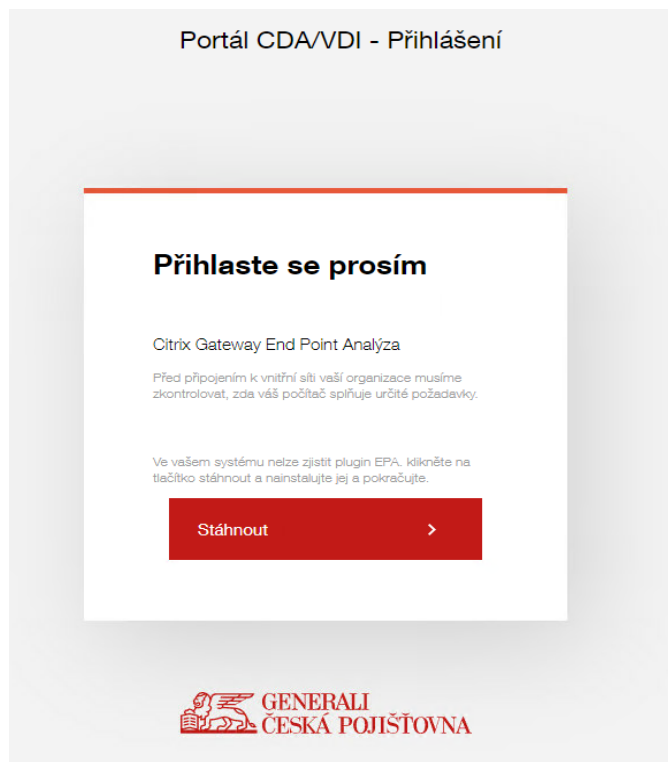 Portál CDA/VDI - Přihlášení
Přihlaste se prosím
Citrix Gateway End Point Analýza
Před připojením k vnitřní síti vaší organizace musíme
zkontrolovat, zda váš počítač splňuje určité požadavky.
Ve vašem systému nelze zjistit plugin EPA. klikněte na
tlačítko stáhnout a nainstalujte jej a pokračujte.
Stáhnout
GENERALI
ČESKÁ POJIŠŤOVNA